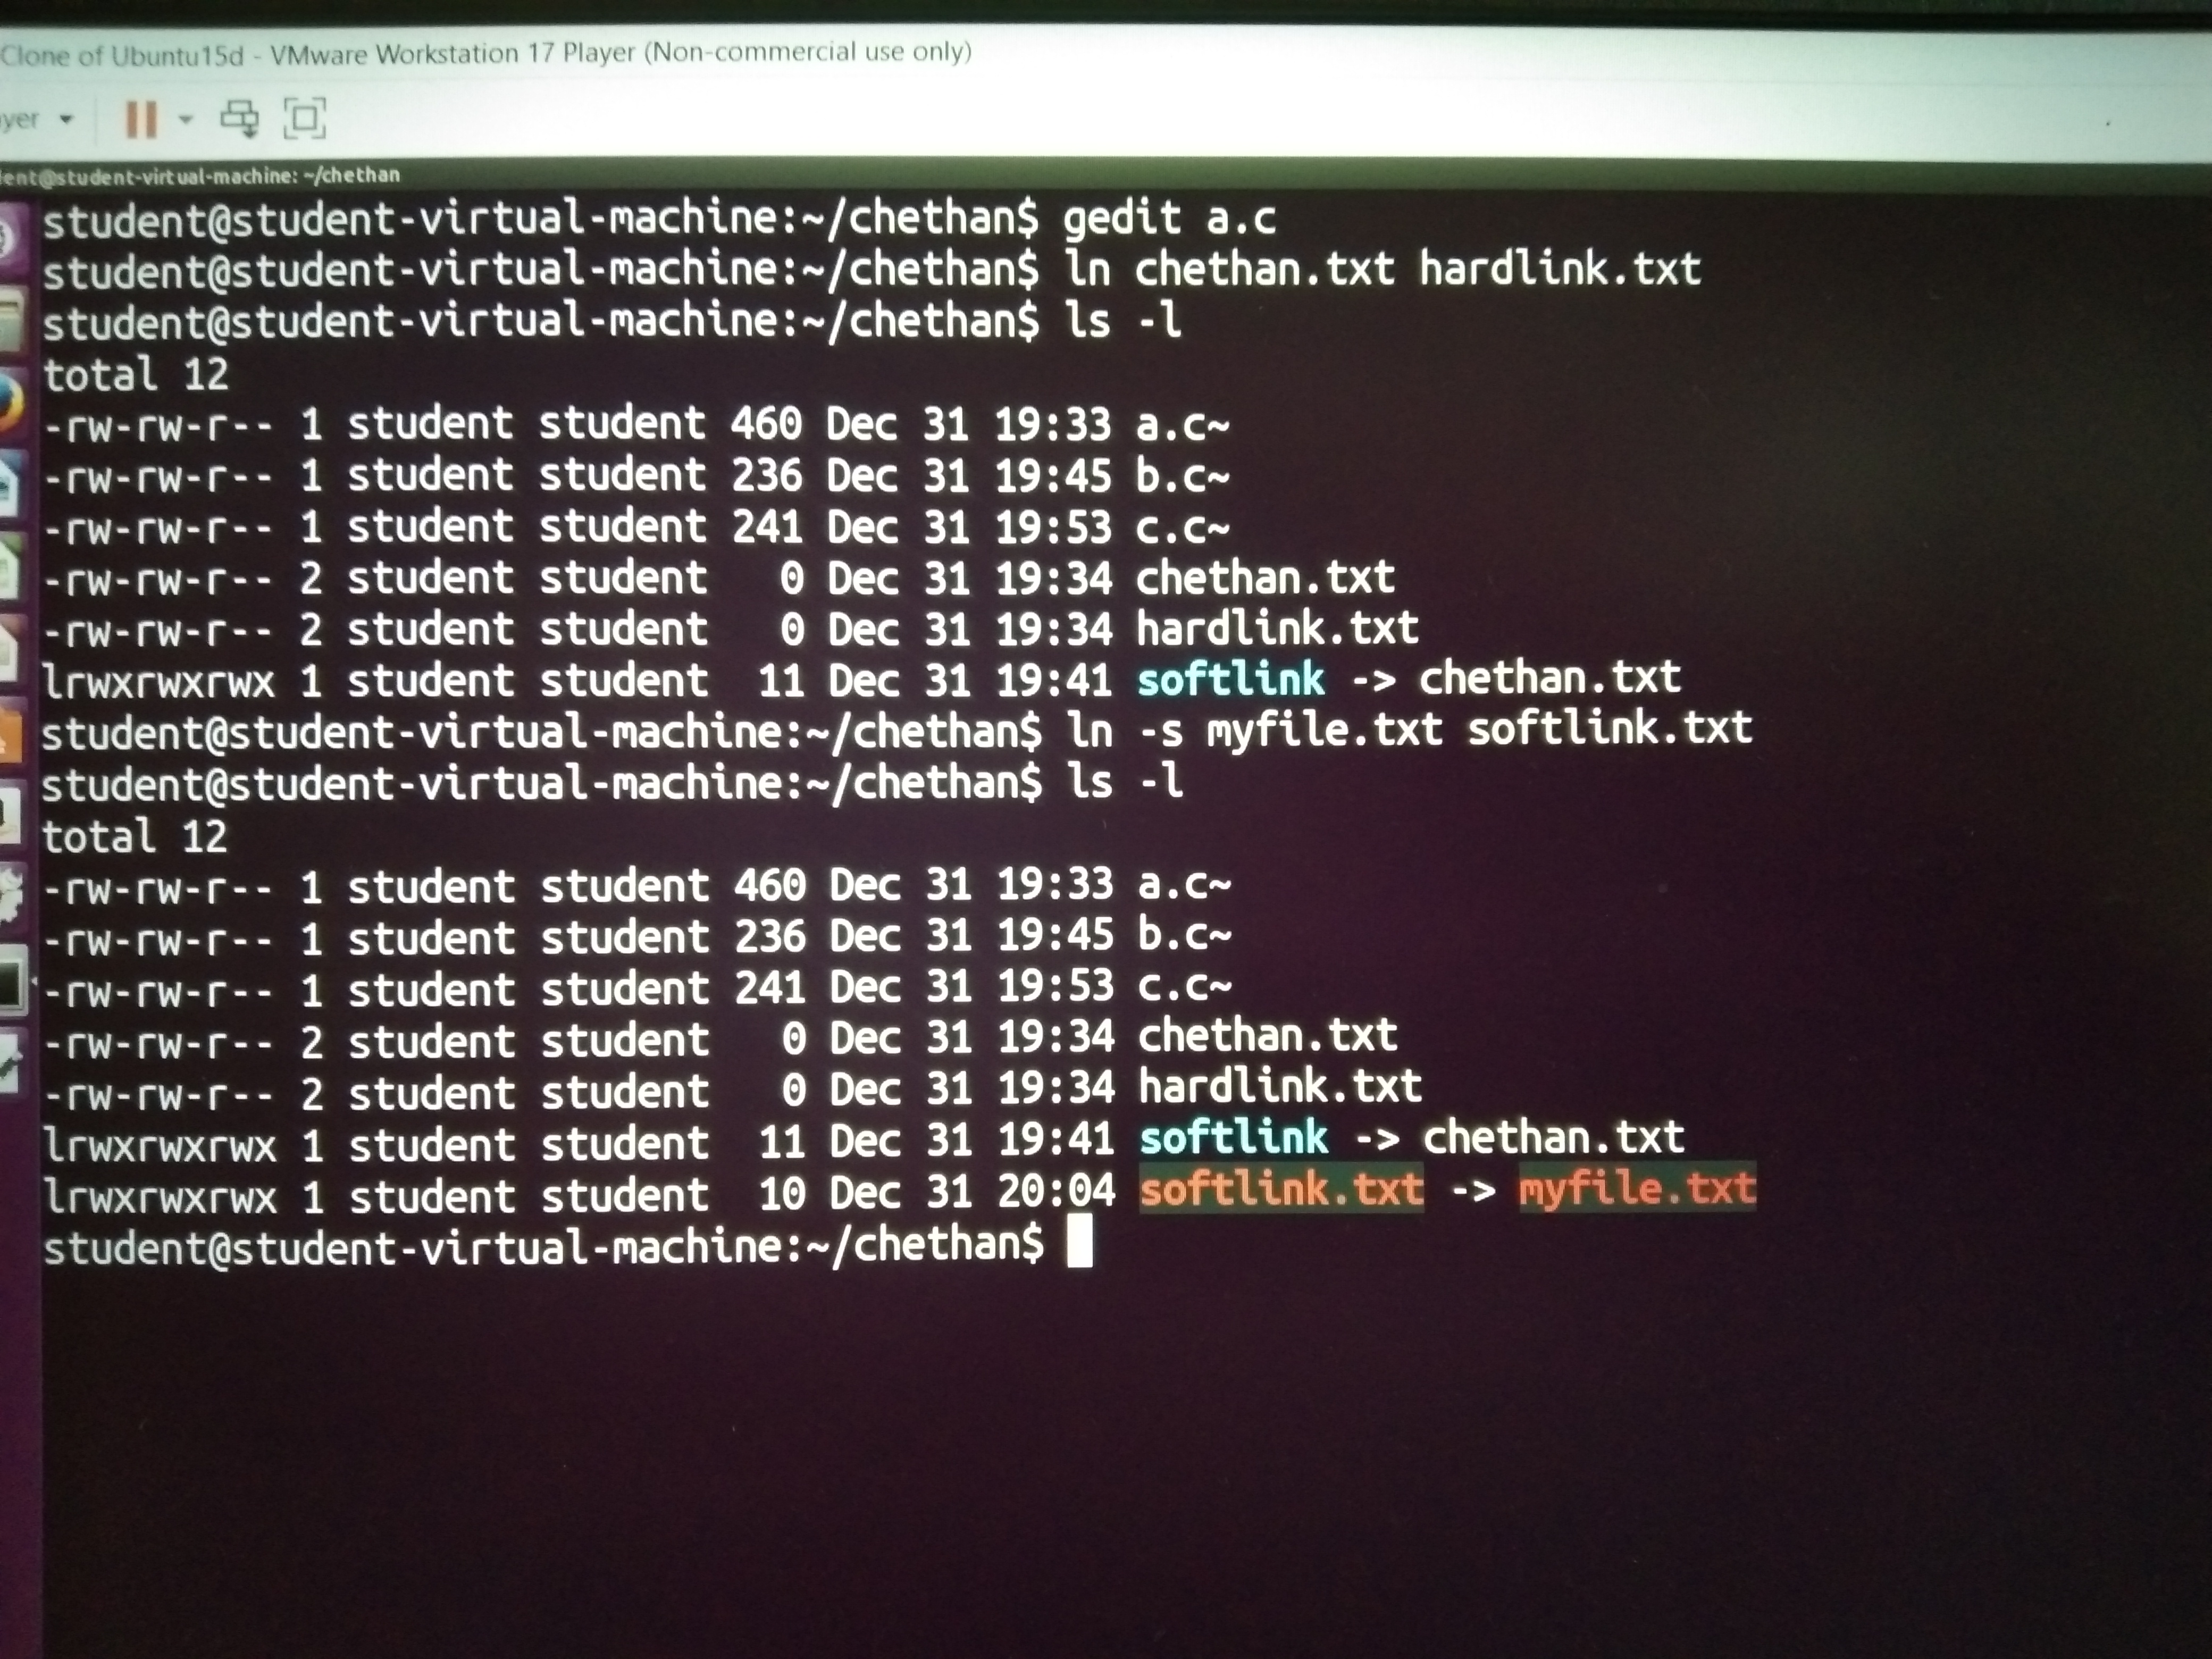 Clone of Ubuntu15d - VMware Workstation 17 Player (Non-commercial use only)
yer
ent@student-virtual-machine: ~/chethan
student@student-virtual-machine:~/chethan$ gedit a.c
student@student-virtual-machine:~/chethan$ ln chethan.txt hardlink.txt
student@student-virtual-machine:~/chethan$ ls -l
total 12
-rw-rw-r-- 1 student student 460 Dec 31 19:33 a.c~
-rw-rw-r-- 1 student student 236 Dec 31 19:45 b.c~
-rw-rw-r-- 1 student student 241 Dec 31 19:53 c.c~
-rw-rw-r-- 2 student student   0 Dec 31 19:34 chethan.txt
-rw-rw-r-- 2 student student   0 Dec 31 19:34 hardlink.txt
lrwxrwxrwx 1 student student  11 Dec 31 19:41 softlink -> chethan.txt
student@student-virtual-machine:~/chethan$ ln -s myfile.txt softlink.txt
student@student-virtual-machine:~/chethan$ ls -l
total 12
-rw-rw-r-- 1 student student 460 Dec 31 19:33 a.c~
-rw-rw-r-- 1 student student 236 Dec 31 19:45 b.c~
-rw-rw-r-- 1 student student 241 Dec 31 19:53 c.c~
-rw-rw-r-- 2 student student   0 Dec 31 19:34 chethan.txt
-rw-rw-r-- 2 student student   0 Dec 31 19:34 hardlink.txt
lrwxrwxrwx 1 student student  11 Dec 31 19:41 softlink -> chethan.txt
lrwxrwxrwx 1 student student  10 Dec 31 20:04 softlink.txt -> myfile.txt
student@student-virtual-machine:~/chethan$